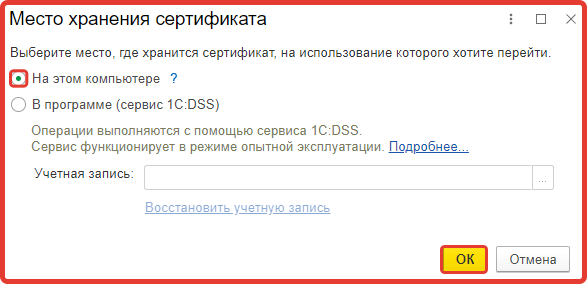 Место хранения сертификата
Выберите место, где хранится сертификат, на использование которого хотите перейти.
На этом компьютере ?
В программе (сервис 1С:DSS)
Операции выполняются с помощью сервиса 1С:DSS.
Сервис функционирует в режиме опытной эксплуатации. Подробнее...
Учетная запись: ...
Восстановить учетную запись
ОК Отмена